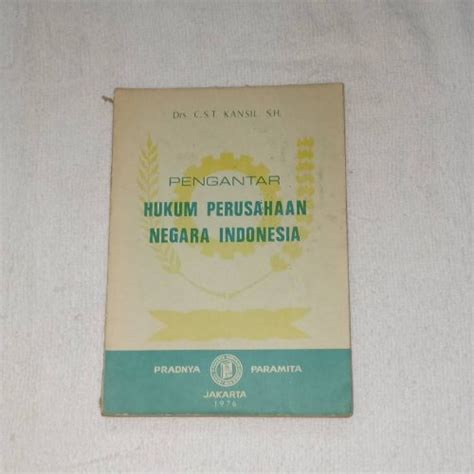 Drs. C.S.T. KANSIL, S.H.
PENGANTAR
HUKUM PERUSAHAAN
NEGARA INDONESIA
PRADNYA PARAMITA
JAKARTA
1976